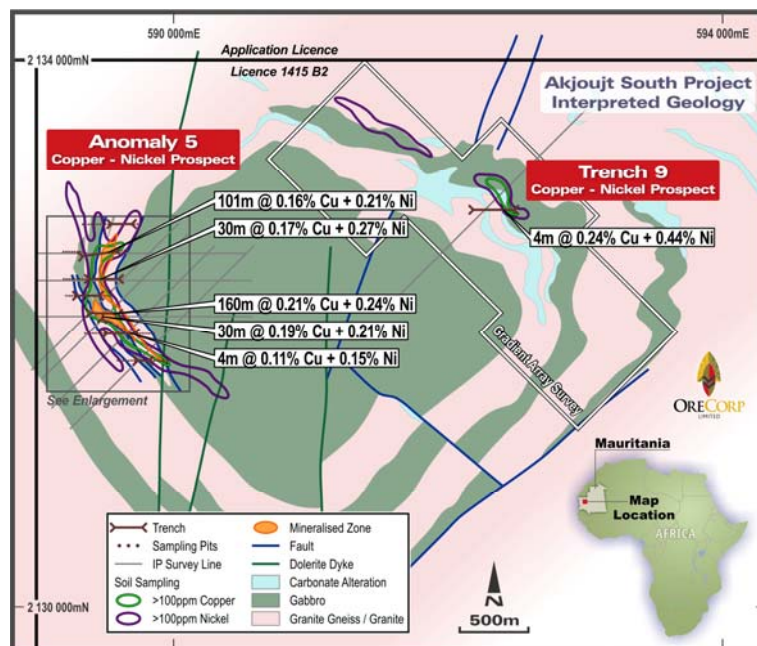 590 000mE
594 000mE
2 134 000mN
Application Licence
Licence 1415 B2
Akjoujt South Project
Interpreted Geology
Anomaly 5
Copper - Nickel Prospect
Trench 9
Copper - Nickel Prospect
101m @ 0.16% Cu + 0.21% Ni
30m @ 0.17% Cu + 0.27% Ni
4m @ 0.24% Cu + 0.44% Ni
160m @ 0.21% Cu + 0.24% Ni
30m @ 0.19% Cu + 0.21% Ni
4m @ 0.11% Cu + 0.15% Ni
Gradient Array Survey
See Enlargement
ORECORP
LIMITED
Mauritania
Map
Location
AFRICA
Trench
Sampling Pits
IP Survey Line
Soil Sampling
>100ppm Copper
>100ppm Nickel
Mineralised Zone
Fault
Dolerite Dyke
Carbonate Alteration
Gabbro
Granite Gneiss / Granite
N
500m
2 130 000mN